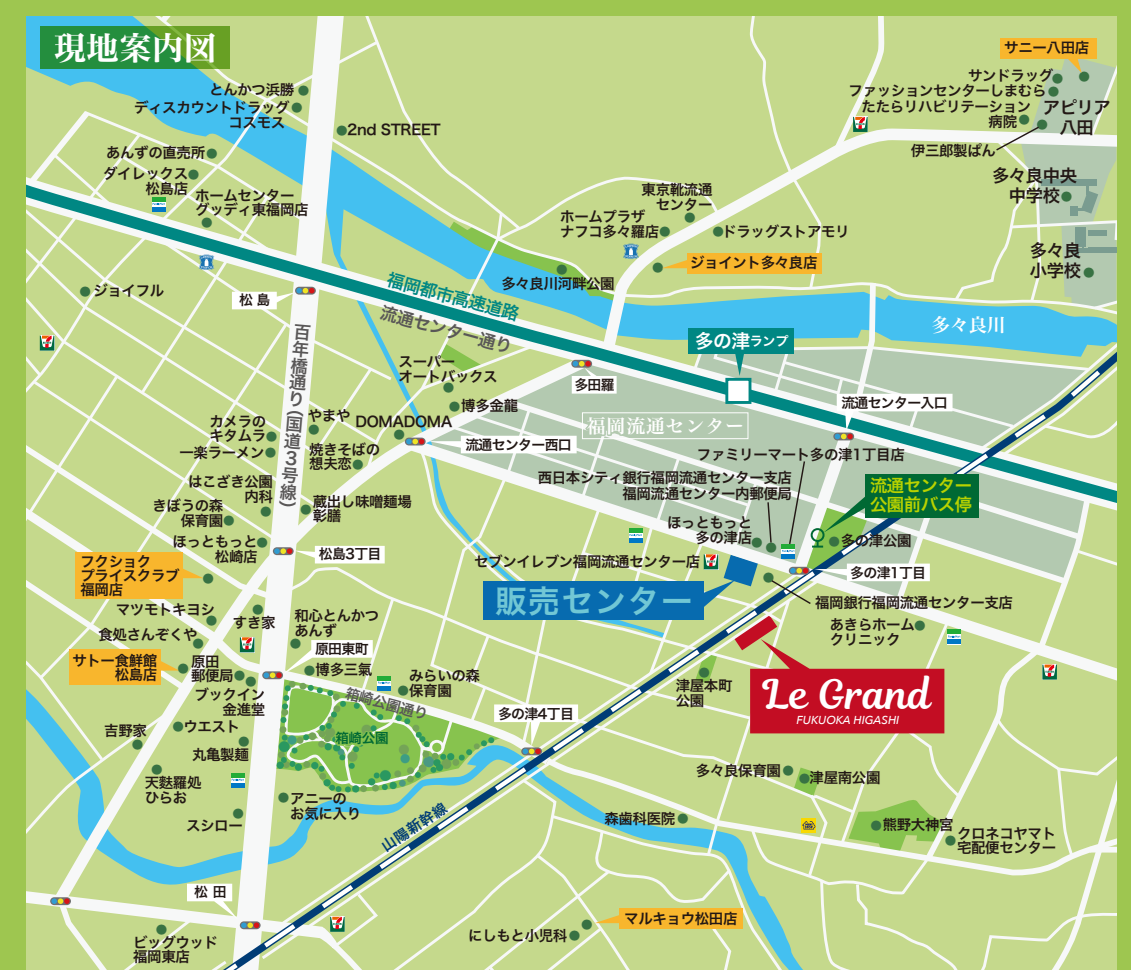 現地案内図
サニー八田店
サンドラッグ
ファッションセンターしまむら
たたらリハビリテーション
病院
アピリア
八田
伊三郎製ぱん
とんかつ浜勝
ディスカウントドラッグ
コスモス
2nd STREET
あんずの直売所
ダイレックス
松島店
ホームセンター
グッディ東福岡店
多々良中央
中学校
東京靴流通
センター
ホームプラザ
ナフコ多々羅店
ドラッグストアモリ
多々良
小学校
ジョイント多々良店
多々良川河畔公園
ジョイフル
松島
福岡都市高速道路
流通センター通り
多々良川
多の津ランプ
百年橋通り(国道3号線)
スーパー
オートバックス
多田羅
流通センター入口
博多金龍
カメラの
キタムラ
やまや
DOMADOMA
福岡流通センター
一楽ラーメン
焼きそばの
想夫恋
流通センター西口
ファミリーマート多の津1丁目店
西日本シティ銀行福岡流通センター支店
福岡流通センター内郵便局
流通センター
公園前バス停
はこざき公園
内科
きぼうの森
保育園
蔵出し味噌麺場
彰膳
ほっともっと
多の津店
多の津公園
ほっともっと
松崎店
松島3丁目
フクショク
プライスクラブ
福岡店
セブンイレブン福岡流通センター店
多の津1丁目
販売センター
福岡銀行福岡流通センター支店
マツモトキヨシ
すき家
和心とんかつ
あんず
あきらホーム
クリニック
食処さんぞくや
原田東町
サトー食鮮館
松島店
原田
郵便局
博多三氣
みらいの森
保育園
津屋本町
公園
Le Grand
FUKUOKA HIGASHI
ブックイン
金進堂
箱崎公園通り
多の津4丁目
吉野家
ウエスト
箱崎公園
丸亀製麺
多々良保育園
津屋南公園
天麩羅処
ひらお
アニーの
お気に入り
スシロー
山陽新幹線
森歯科医院
熊野大神宮
クロネコヤマト
宅配便センター
松田
マルキョウ松田店
にしもと小児科
ビッグウッド
福岡東店